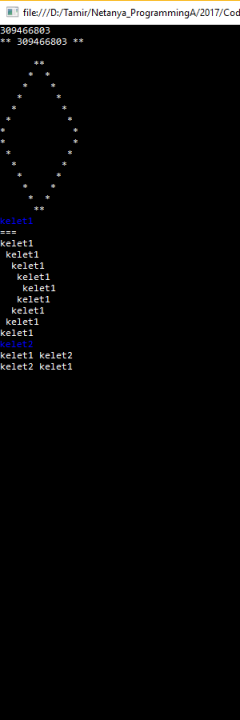 file:///D:/Tamir/Netanya_ProgrammingA/2017/Cod
309466803
** 309466803 **
      **
     *  *
    *    *
   *      *
  *        *
 *          *
*            *
*            *
 *          *
  *        *
   *      *
    *    *
     *  *
      **
kelet1
===
kelet1
 kelet1
  kelet1
   kelet1
    kelet1
   kelet1
  kelet1
 kelet1
kelet1
kelet2
kelet1 kelet2
kelet2 kelet1